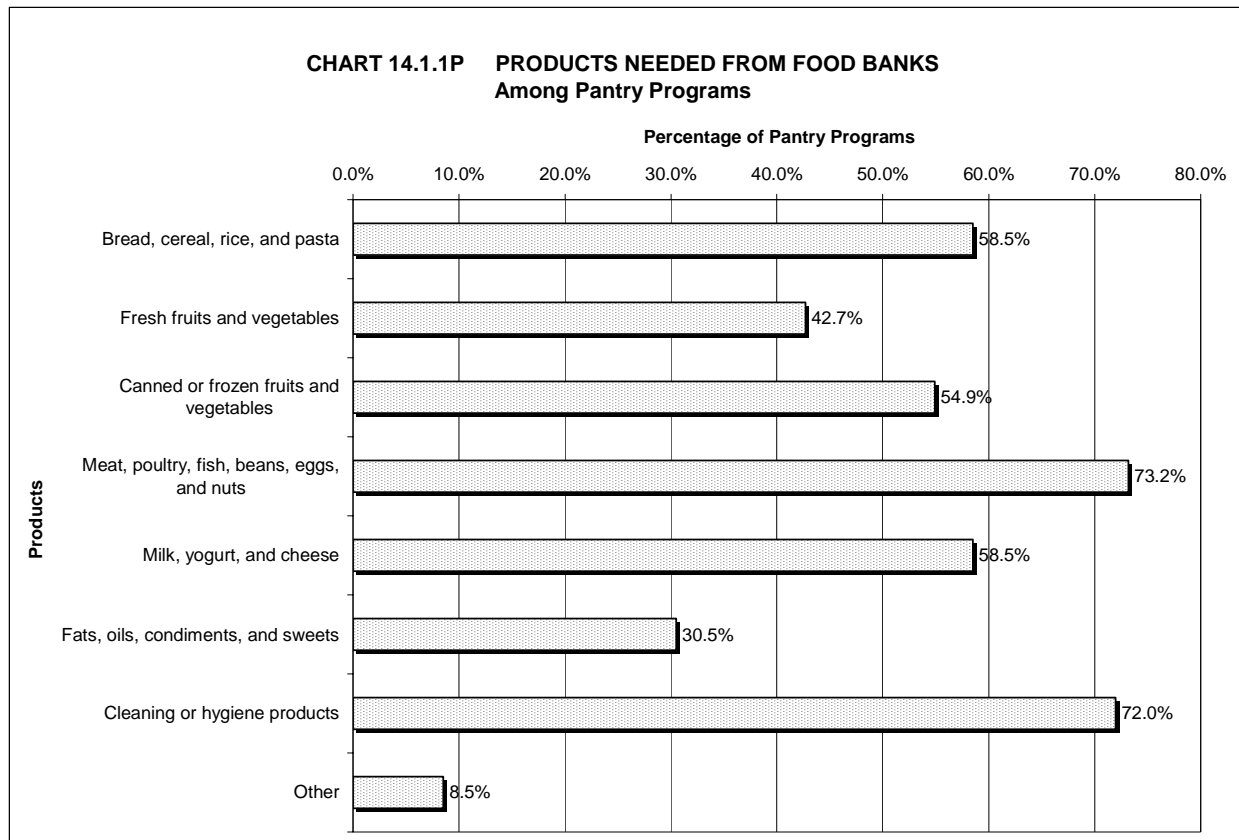 CHART 14.1.1P PRODUCTS NEEDED FROM FOOD BANKS
Among Pantry Programs
Percentage of Pantry Programs
0.0% 10.0% 20.0% 30.0% 40.0% 50.0% 60.0% 70.0% 80.0%
Bread, cereal, rice, and pasta 58.5%
Fresh fruits and vegetables 42.7%
Canned or frozen fruits and
vegetables 54.9%
Meat, poultry, fish, beans, eggs,
and nuts 73.2%
Products
Milk, yogurt, and cheese 58.5%
Fats, oils, condiments, and sweets 30.5%
Cleaning or hygiene products 72.0%
Other 8.5%